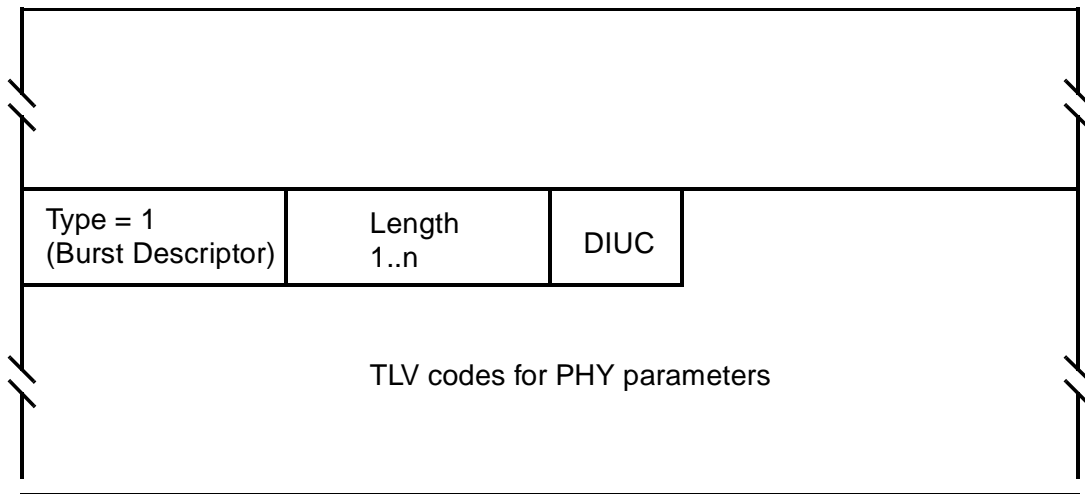 Type = 1
(Burst Descriptor)
Length
1..n
DIUC
TLV codes for PHY parameters